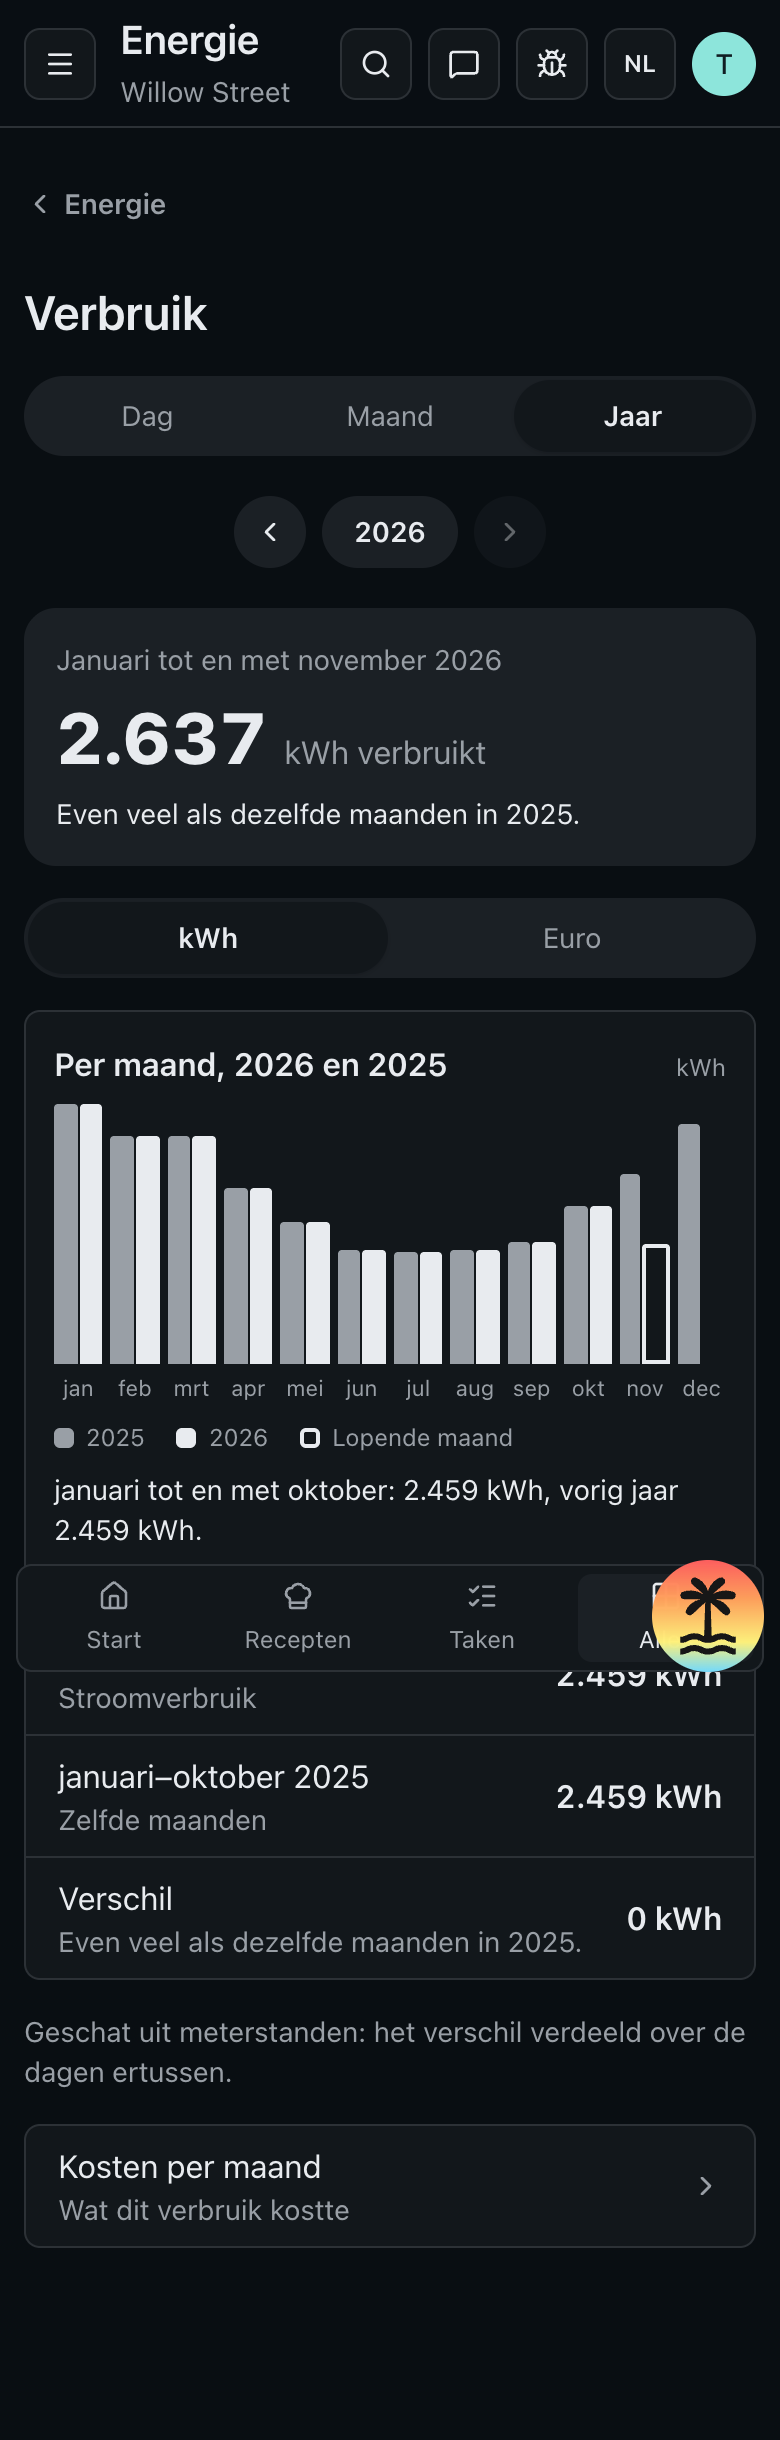 Energie
Willow Street
NL
T
Energie
Verbruik
Dag
Maand
Jaar
2026
Januari tot en met november 2026
2.637 kWh verbruikt
Even veel als dezelfde maanden in 2025.
kWh
Euro
Per maand, 2026 en 2025
kWh
jan feb mrt apr mei jun jul aug sep okt nov dec
2025 2026 Lopende maand
januari tot en met oktober: 2.459 kWh, vorig jaar
2.459 kWh.
Start
Recepten
Taken
2.459 kWh
Stroomverbruik
januari–oktober 2025
Zelfde maanden
2.459 kWh
Verschil
Even veel als dezelfde maanden in 2025.
0 kWh
Geschat uit meterstanden: het verschil verdeeld over de
dagen ertussen.
Kosten per maand
Wat dit verbruik kostte